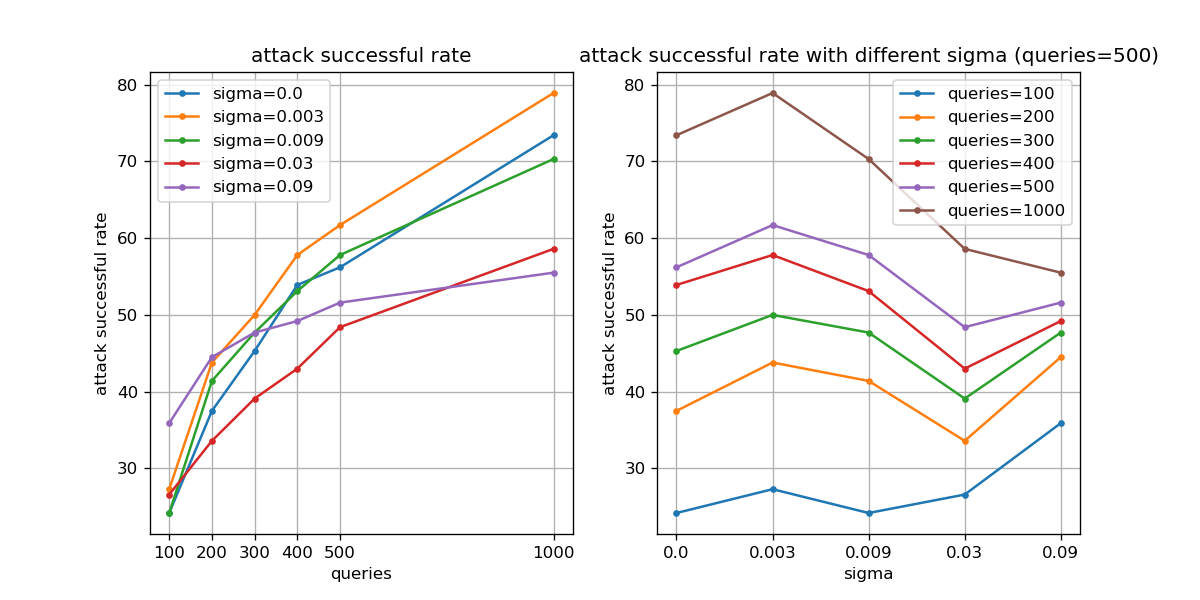 attack successful rate
attack successful rate
80
70
60
50
40
30
sigma=0.0
sigma=0.003
sigma=0.009
sigma=0.03
sigma=0.09
100 200 300 400 500 1000
queries
attack successful rate with different sigma (queries=500)
attack successful rate
80
70
60
50
40
30
queries=100
queries=200
queries=300
queries=400
queries=500
queries=1000
0.0 0.003 0.009 0.03 0.09
sigma